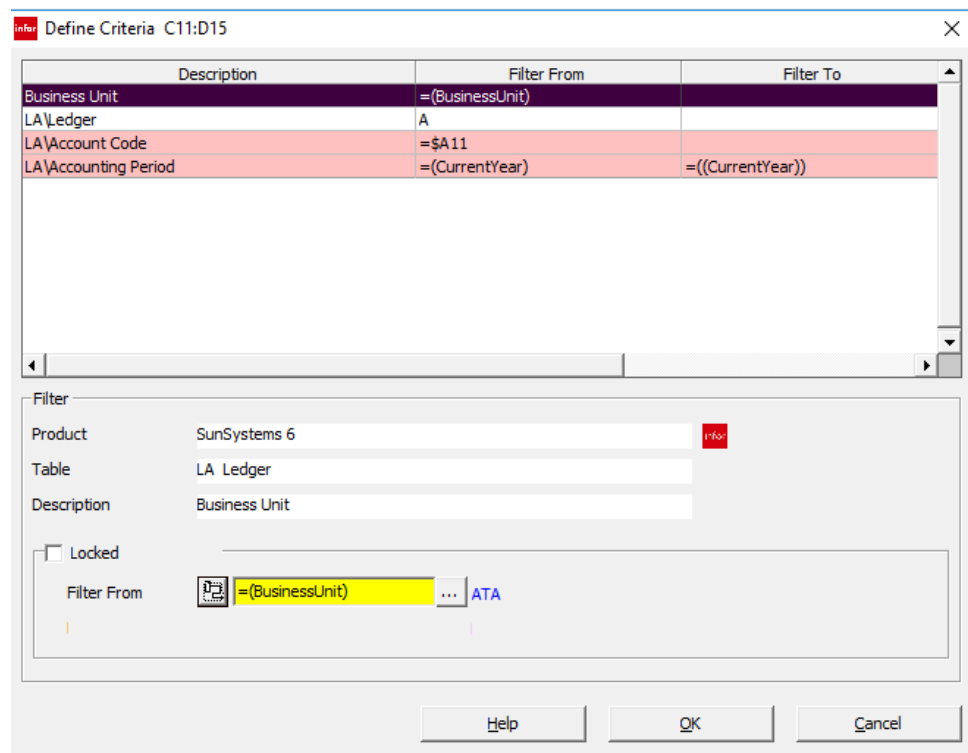 infor Define Criteria C11:D15
Description Filter From Filter To
Business Unit =(BusinessUnit)
LA\Ledger A
LA\Account Code =$A11
LA\Accounting Period =(CurrentYear) =((CurrentYear))
Filter
Product SunSystems 6 infor
Table LA Ledger
Description Business Unit
Locked
Filter From =(BusinessUnit) ... ATA
Help OK Cancel